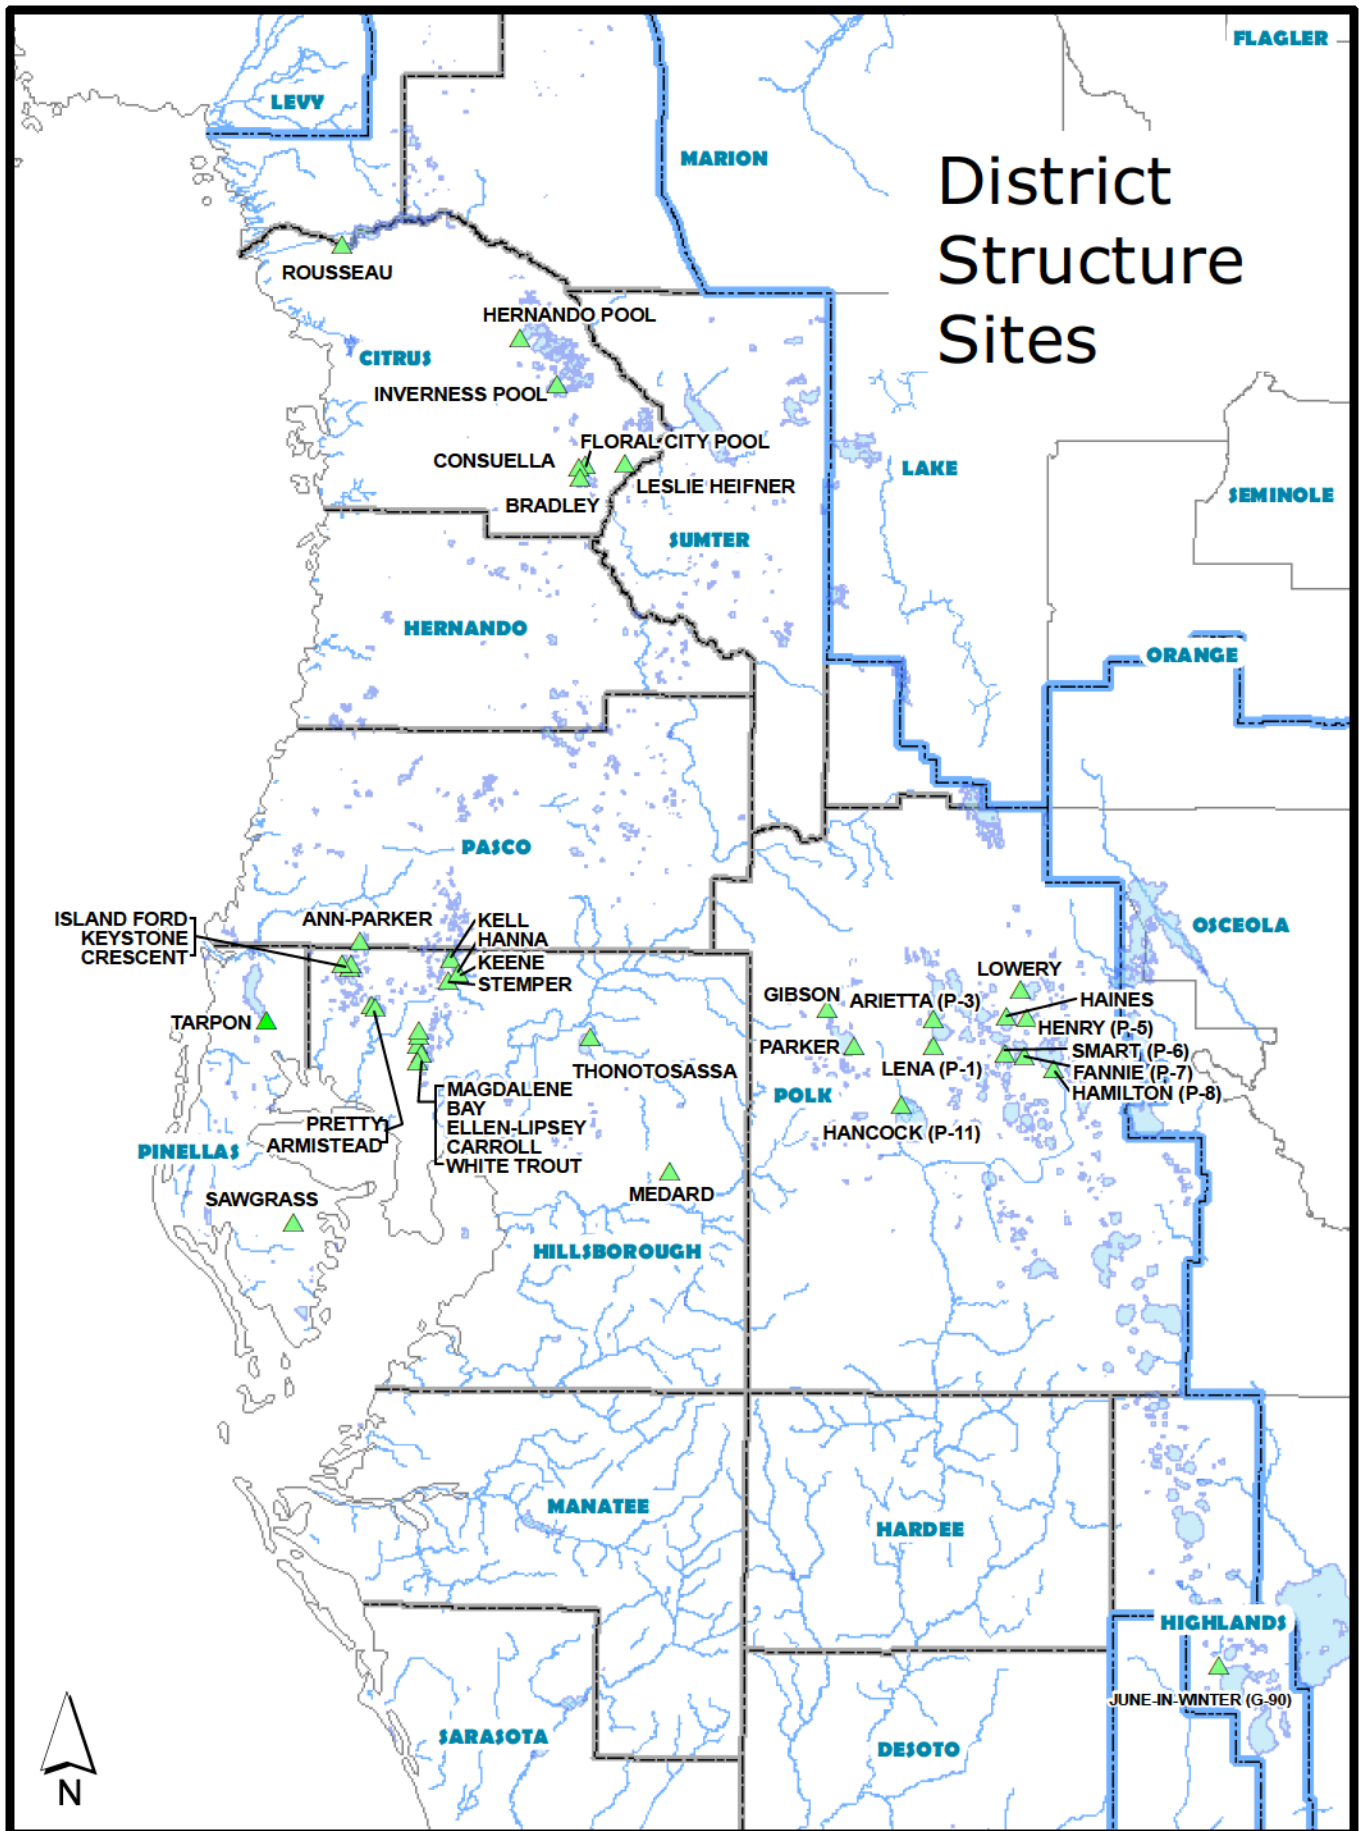 FLAGLER
LEVY
MARION
District
Structure
Sites
ROUSSEAU
HERNANDO POOL
CITRUS
INVERNESS POOL
FLORAL CITY POOL
CONSUELLA
LAKE
LESLIE HEIFNER
SEMINOLE
BRADLEY
SUMTER
HERNANDO
ORANGE
PASCO
ISLAND FORD
KEYSTONE
CRESCENT
ANN-PARKER
KELL
HANNA
KEENE
STEMPER
OSCEOLA
LOWERY
GIBSON
ARIETTA (P-3)
HAINES
TARPON
HENRY (P-5)
PARKER
SMART (P-6)
THONOTOSASSA
LENA (P-1)
FANNIE (P-7)
HAMILTON (P-8)
POLK
MAGDALENE
BAY
ELLEN-LIPSEY
CARROLL
WHITE TROUT
PRETTY
ARMISTEAD
HANCOCK (P-11)
PINELLAS
MEDARD
SAWGRASS
HILLSBOROUGH
MANATEE
HARDEE
HIGHLANDS
JUNE-IN-WINTER (G-90)
SARASOTA
DESOTO
N